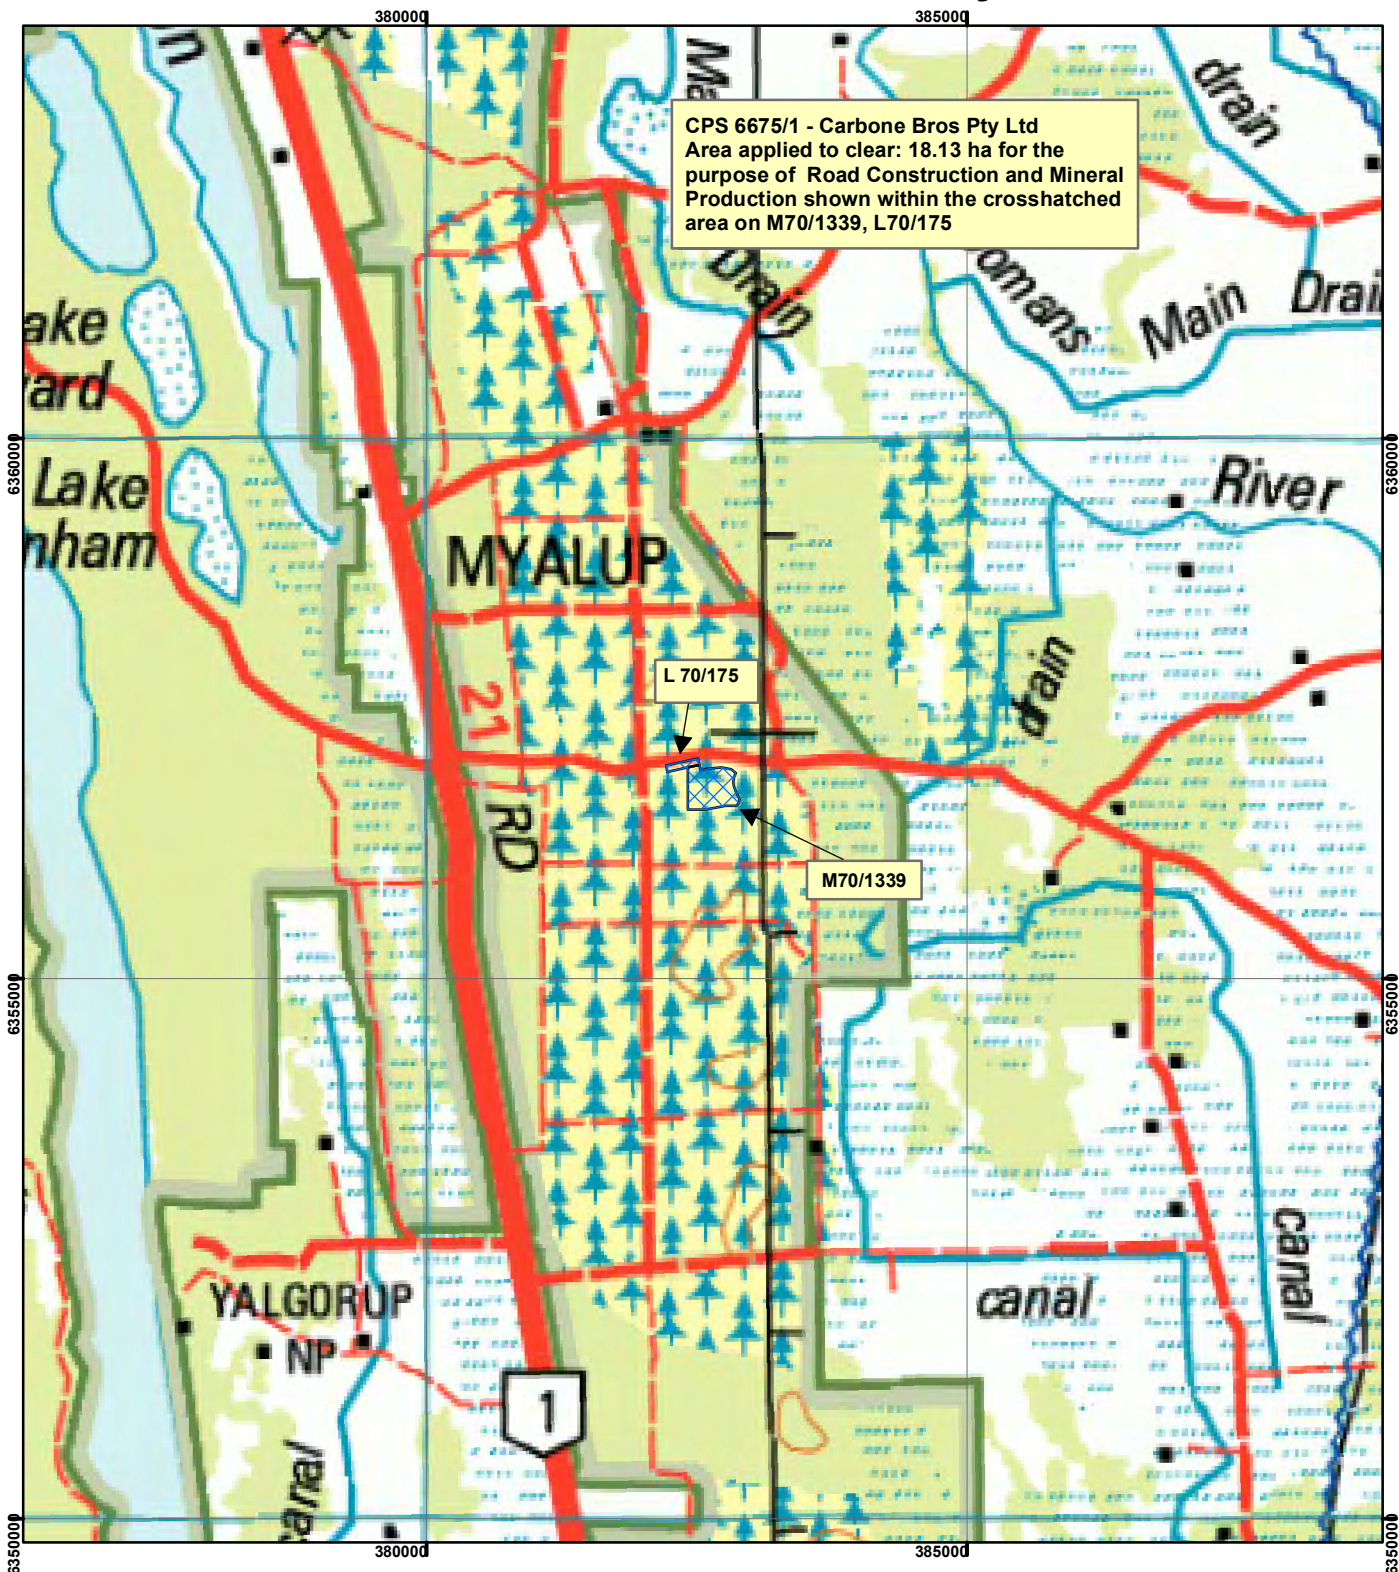 380000
385000
drain
CPS 6675/1 - Carbone Bros Pty Ltd
Area applied to clear: 18.13 ha for the
purpose of Road Construction and Mineral
Production shown within the crosshatched
area on M70/1339, L70/175
Drain
Main
6360000
6360000
Lake
River
MYALUP
drain
L 70/175
21
RD
M70/1339
6355000
6355000
YALGORUP
NP
canal
canal
1
6350000
6350000
380000
385000